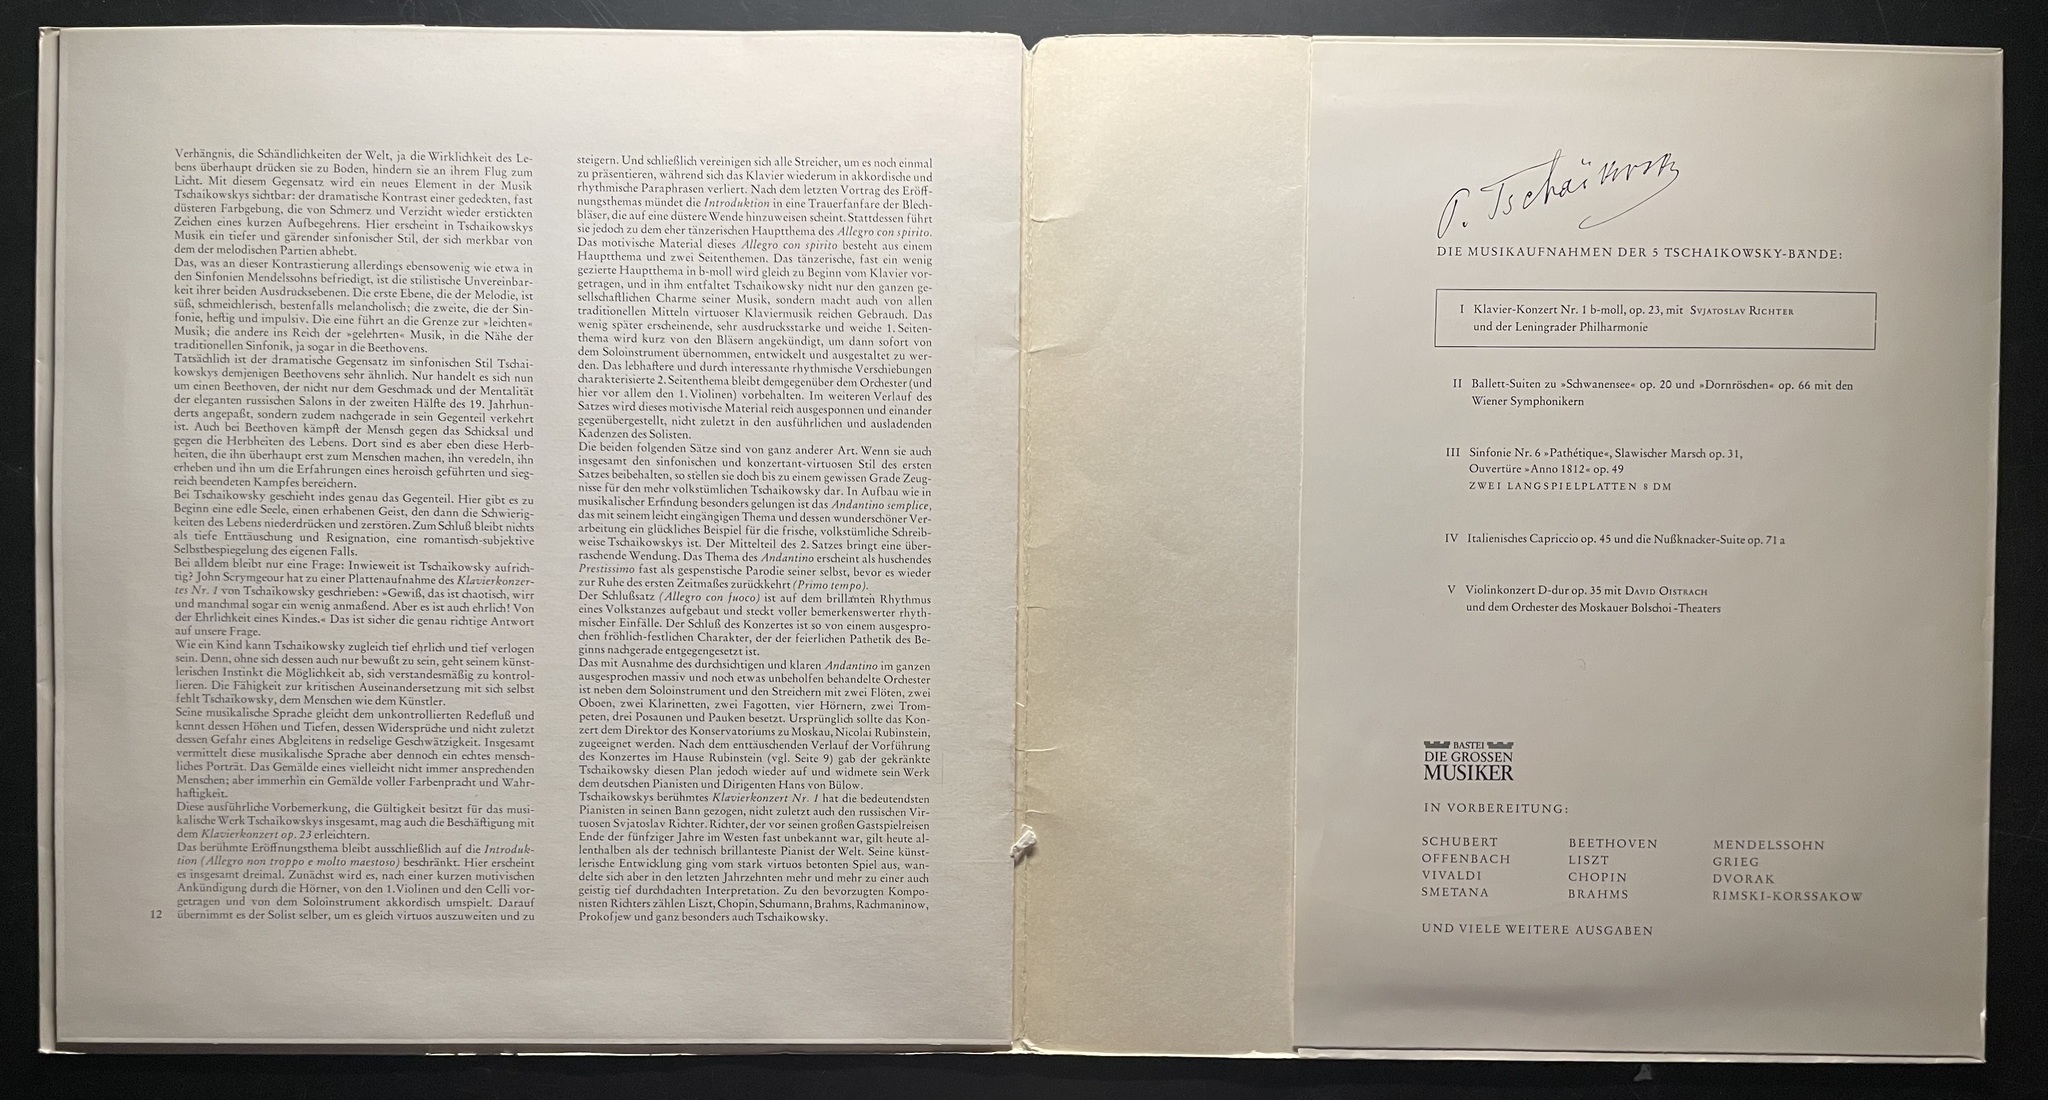 Verhängnis, die Schändlichkeiten der Welt, ja die Wirklichkeit des Le-
bens überhaupt drücken sie zu Boden, hindern sie an ihrem Flug zum
Licht. Mit diesem Gegensatz wird ein neues Element in der Musik
Tschaikowskys sichtbar: der dramatische Kontrast einer gedeckten, fast
düsteren Farbgebung, die von Schmerz und Verzicht wieder erstickten
Zeichen eines kurzen Aufbegehrens. Hier erscheint in Tschaikowskys
Musik ein tiefer und gärender sinfonischer Stil, der sich merkbar von
dem der melodischen Partien abhebt.
Das, was an dieser Kontrastierung allerdings ebensowenig wie etwa in
den Sinfonien Mendelssohns befriedigt, ist die stilistische Unvereinbar-
keit ihrer beiden Ausdrucksebenen. Die erste Ebene, die der Melodie, ist
süß, schmeichlerisch, bestenfalls melancholisch; die zweite, die der Sin-
fonie, heftig und impulsiv. Die eine führt an die Grenze zur »leichten«
Musik; die andere ins Reich der »gelehrten« Musik, in die Nähe der
traditionellen Sinfonik, ja sogar in die Beethovens.
Tatsächlich ist der dramatische Gegensatz im sinfonischen Stil Tschai-
kowskys demjenigen Beethovens sehr ähnlich. Nur handelt es sich nun
um einen Beethoven, der nicht nur dem Geschmack und der Mentalität
der eleganten russischen Salons in der zweiten Hälfte des 19. Jahrhun-
derts angepaßt, sondern zudem nachgerade in sein Gegenteil verkehrt
ist. Auch bei Beethoven kämpft der Mensch gegen das Schicksal und
gegen die Herbheiten des Lebens. Dort sind es aber eben diese Herb-
heiten, die ihn überhaupt erst zum Menschen machen, ihn veredeln, ihn
erheben und ihn um die Erfahrungen eines heroisch geführten und sieg-
reich beendeten Kampfes bereichern.
Bei Tschaikowsky geschieht indes genau das Gegenteil. Hier gibt es zu
Beginn eine edle Seele, einen erhabenen Geist, den dann die Schwierig-
keiten des Lebens niederdrücken und zerstören. Zum Schluß bleibt nichts
als tiefe Enttäuschung und Resignation, eine romantisch-subjektive
Selbstbespiegelung des eigenen Falls.
Bei alldem bleibt nur eine Frage: Inwieweit ist Tschaikowsky aufrich-
tig? John Scrymgeour hat zu einer Plattenaufnahme des Klavierkonzer-
tes Nr. 1 von Tschaikowsky geschrieben: »Gewiß, das ist chaotisch, wirr
und manchmal sogar ein wenig anmaßend. Aber es ist auch ehrlich! Von
der Ehrlichkeit eines Kindes.« Das ist sicher die genau richtige Antwort
auf unsere Frage.
Wie ein Kind kann Tschaikowsky zugleich tief ehrlich und tief verlogen
sein. Denn, ohne sich dessen auch nur bewußt zu sein, geht seinem künst-
lerischen Instinkt die Möglichkeit ab, sich verstandesmäßig zu kontrol-
lieren. Die Fähigkeit zur kritischen Auseinandersetzung mit sich selbst
fehlt Tschaikowsky, dem Menschen wie dem Künstler.
Seine musikalische Sprache gleicht dem unkontrollierten Redefluß und
kennt dessen Höhen und Tiefen, dessen Widersprüche und nicht zuletzt
dessen Gefahr eines Abgleitens in redselige Geschwätzigkeit. Insgesamt
vermittelt diese musikalische Sprache aber dennoch ein echtes mensch-
liches Porträt. Das Gemälde eines vielleicht nicht immer ansprechenden
Menschen; aber immerhin ein Gemälde voller Farbenpracht und Wahr-
haftigkeit.
Diese ausführliche Vorbemerkung, die Gültigkeit besitzt für das musi-
kalische Werk Tschaikowskys insgesamt, mag auch die Beschäftigung mit
dem Klavierkonzert op. 23 erleichtern.
Das berühmte Eröffnungsthema bleibt ausschließlich auf die Introduk-
tion (Allegro non troppo e molto maestoso) beschränkt. Hier erscheint
es insgesamt dreimal. Zunächst wird es, nach einer kurzen motivischen
Ankündigung durch die Hörner, von den 1. Violinen und den Celli vor-
getragen und von dem Soloinstrument akkordisch umspielt. Darauf
übernimmt es der Solist selber, um es gleich virtuos auszuweiten und zu
12
steigern. Und schließlich vereinigen sich alle Streicher, um es noch einmal
zu präsentieren, während sich das Klavier wiederum in akkordische und
rhythmische Paraphrasen verliert. Nach dem letzten Vortrag des Eröff-
nungsthemas mündet die Introduktion in eine Trauerfanfare der Blech-
bläser, die auf eine düstere Wende hinzuweisen scheint. Stattdessen führt
sie jedoch zu dem eher tänzerischen Hauptthema des Allegro con spirito.
Das motivische Material dieses Allegro con spirito besteht aus einem
Hauptthema und zwei Seitenthemen. Das tänzerische, fast ein wenig
gezierte Hauptthema in b-moll wird gleich zu Beginn vom Klavier vor-
getragen, und in ihm entfaltet Tschaikowsky nicht nur den ganzen ge-
sellschaftlichen Charme seiner Musik, sondern macht auch von allen
traditionellen Mitteln virtuoser Klaviermusik reichen Gebrauch. Das
wenig später erscheinende, sehr ausdrucksstarke und weiche 1. Seiten-
thema wird kurz von den Bläsern angekündigt, um dann sofort von
dem Soloinstrument übernommen, entwickelt und ausgestaltet zu wer-
den. Das lebhaftere und durch interessante rhythmische Verschiebungen
charakterisierte 2. Seitenthema bleibt demgegenüber dem Orchester (und
hier vor allem den 1. Violinen) vorbehalten. Im weiteren Verlauf des
Satzes wird dieses motivische Material reich ausgesponnen und einander
gegenübergestellt, nicht zuletzt in den ausführlichen und ausladenden
Kadenzen des Solisten.
Die beiden folgenden Sätze sind von ganz anderer Art. Wenn sie auch
insgesamt den sinfonischen und konzertant-virtuosen Stil des ersten
Satzes beibehalten, so stellen sie doch bis zu einem gewissen Grade Zeug-
nisse für den mehr volkstümlichen Tschaikowsky dar. In Aufbau wie in
musikalischer Erfindung besonders gelungen ist das Andantino semplice,
das mit seinem leicht eingängigen Thema und dessen wunderschöner Ver-
arbeitung ein glückliches Beispiel für die frische, volkstümliche Schreib-
weise Tschaikowskys ist. Der Mittelteil des 2. Satzes bringt eine über-
raschende Wendung. Das Thema des Andantino erscheint als huschendes
Prestissimo fast als gespenstische Parodie seiner selbst, bevor es wieder
zur Ruhe des ersten Zeitmaßes zurückkehrt (Primo tempo).
Der Schlußsatz (Allegro con fuoco) ist auf dem brillanten Rhythmus
eines Volkstanzes aufgebaut und steckt voller bemerkenswerter rhyth-
mischer Einfälle. Der Schluß des Konzertes ist so von einem ausgespro-
chen fröhlich-festlichen Charakter, der der feierlichen Pathetik des Be-
ginns nachgerade entgegengesetzt ist.
Das mit Ausnahme des durchsichtigen und klaren Andantino im ganzen
ausgesprochen massiv und noch etwas unbeholfen behandelte Orchester
ist neben dem Soloinstrument und den Streichern mit zwei Flöten, zwei
Oboen, zwei Klarinetten, zwei Fagotten, vier Hörnern, zwei Trom-
peten, drei Posaunen und Pauken besetzt. Ursprünglich sollte das Kon-
zert dem Direktor des Konservatoriums zu Moskau, Nicolai Rubinstein,
zugeeignet werden. Nach dem enttäuschenden Verlauf der Vorführung
des Konzertes im Hause Rubinstein (vgl. Seite 9) gab der gekränkte
Tschaikowsky diesen Plan jedoch wieder auf und widmete sein Werk
dem deutschen Pianisten und Dirigenten Hans von Bülow.
Tschaikowskys berühmtes Klavierkonzert Nr. 1 hat die bedeutendsten
Pianisten in seinen Bann gezogen, nicht zuletzt auch den russischen Vir-
tuosen Svjatoslav Richter. Richter, der vor seinen großen Gastspielreisen
Ende der fünfziger Jahre im Westen fast unbekannt war, gilt heute al-
lenthalben als der technisch brillanteste Pianist der Welt. Seine künst-
lerische Entwicklung ging vom stark virtuos betonten Spiel aus, wan-
delte sich aber in den letzten Jahrzehnten mehr und mehr zu einer auch
geistig tief durchdachten Interpretation. Zu den bevorzugten Kompo-
nisten Richters zählen Liszt, Chopin, Schumann, Brahms, Rachmaninow,
Prokofjew und ganz besonders auch Tschaikowsky.
P. Tschaïkovsky
DIE MUSIKAUFNAHMEN DER 5 TSCHAIKOWSKY-BÄNDE:
I Klavier-Konzert Nr. 1 b-moll, op. 23, mit SVJATOSLAV RICHTER
und der Leningrader Philharmonie
II Ballett-Suiten zu »Schwanensee« op. 20 und »Dornröschen« op. 66 mit den
Wiener Symphonikern
III Sinfonie Nr. 6 »Pathétique«, Slawischer Marsch op. 31,
Ouvertüre »Anno 1812« op. 49
ZWEI LANGSPIELPLATTEN 8 DM
IV Italienisches Capriccio op. 45 und die Nußknacker-Suite op. 71 a
V Violinkonzert D-dur op. 35 mit DAVID OISTRACH
und dem Orchester des Moskauer Bolschoi-Theaters
BASTEI
DIE GROSSEN
MUSIKER
IN VORBEREITUNG:
SCHUBERT BEETHOVEN MENDELSSOHN
OFFENBACH LISZT GRIEG
VIVALDI CHOPIN DVORAK
SMETANA BRAHMS RIMSKI-KORSSAKOW
UND VIELE WEITERE AUSGABEN